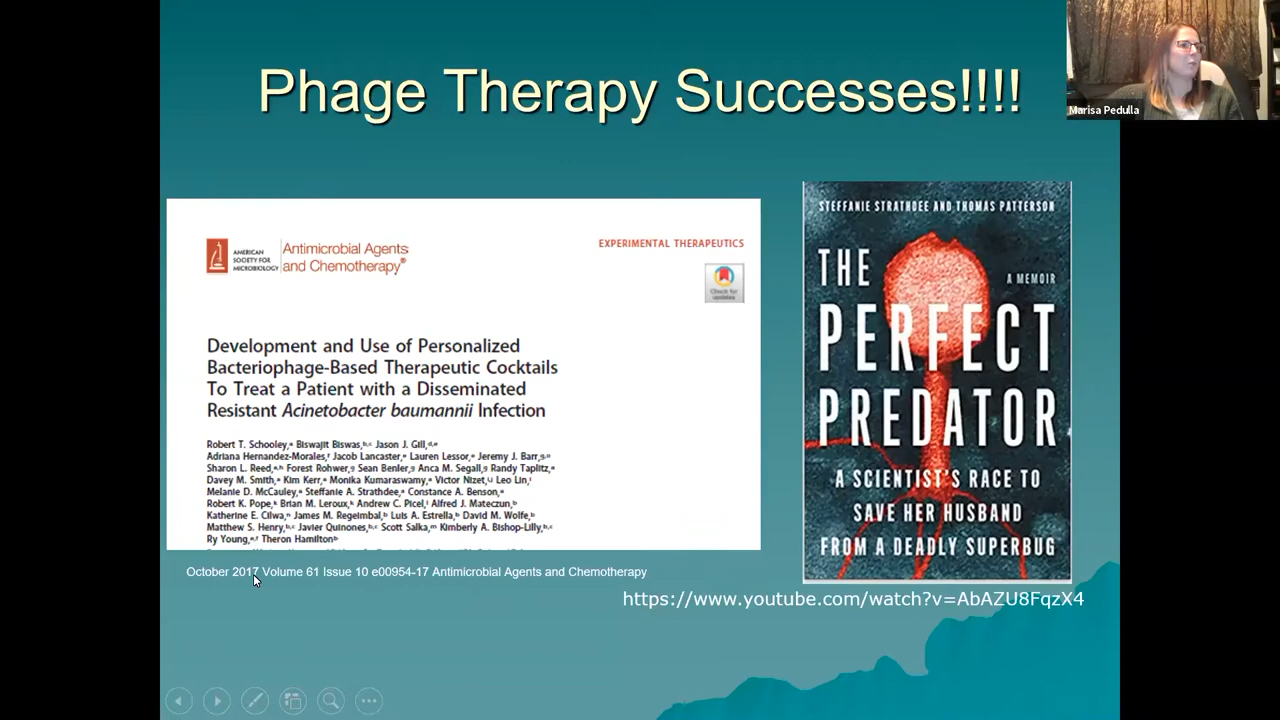 Phage Therapy Successes!!!!
Marisa Pedulla
AMERICAN
SOCIETY FOR
MICROBIOLOGY
Antimicrobial Agents
and Chemotherapy®
EXPERIMENTAL THERAPEUTICS
Check for
updates
Development and Use of Personalized
Bacteriophage-Based Therapeutic Cocktails
To Treat a Patient with a Disseminated
Resistant Acinetobacter baumannii Infection
Robert T. Schooley, Biswajit Biswas, Jason J. Gill,
Adriana Hernandez-Morales, Jacob Lancaster, Lauren Lessor, Jeremy J. Barr,
Sharon L. Reed, Forest Rohwer, Sean Benler, Anca M. Segall, Randy Taplitz,
Davey M. Smith, Kim Kerr, Monika Kumaraswamy, Victor Nizet, Leo Lin,
Melanie D. McCauley, Steffanie A. Strathdee, Constance A. Benson,
Robert K. Pope, Brian M. Leroux, Andrew C. Picel, Alfred J. Mateczun,
Katherine E. Cilwa, James M. Regeimbal, Luis A. Estrella, David M. Wolfe,
Matthew S. Henry, Javier Quinones, Scott Salka, Kimberly A. Bishop-Lilly,
Ry Young, Theron Hamilton
October 2017 Volume 61 Issue 10 e00954-17 Antimicrobial Agents and Chemotherapy
STEFFANIE STRATHDEE AND THOMAS PATTERSON
THE
A MEMOIR
PERFECT
PREDATOR
A SCIENTIST'S RACE TO
SAVE HER HUSBAND
FROM A DEADLY SUPERBUG
https://www.youtube.com/watch?v=AbAZU8FqzX4